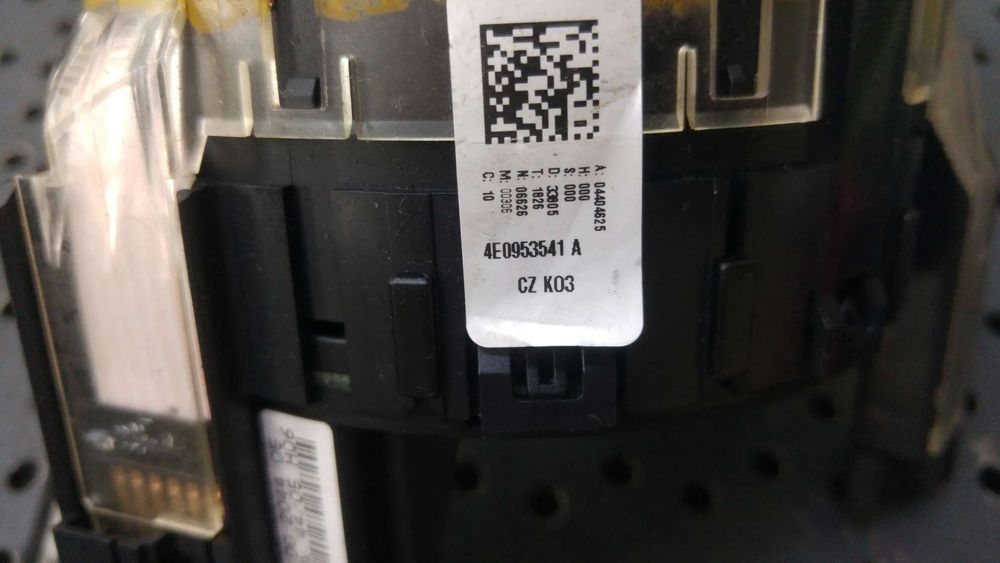 A: 04404625
H: 000
S: 000
D: 33805
T: 1826
N: 06626
M: 00306
C: 10
4E0953541 A
CZ K03